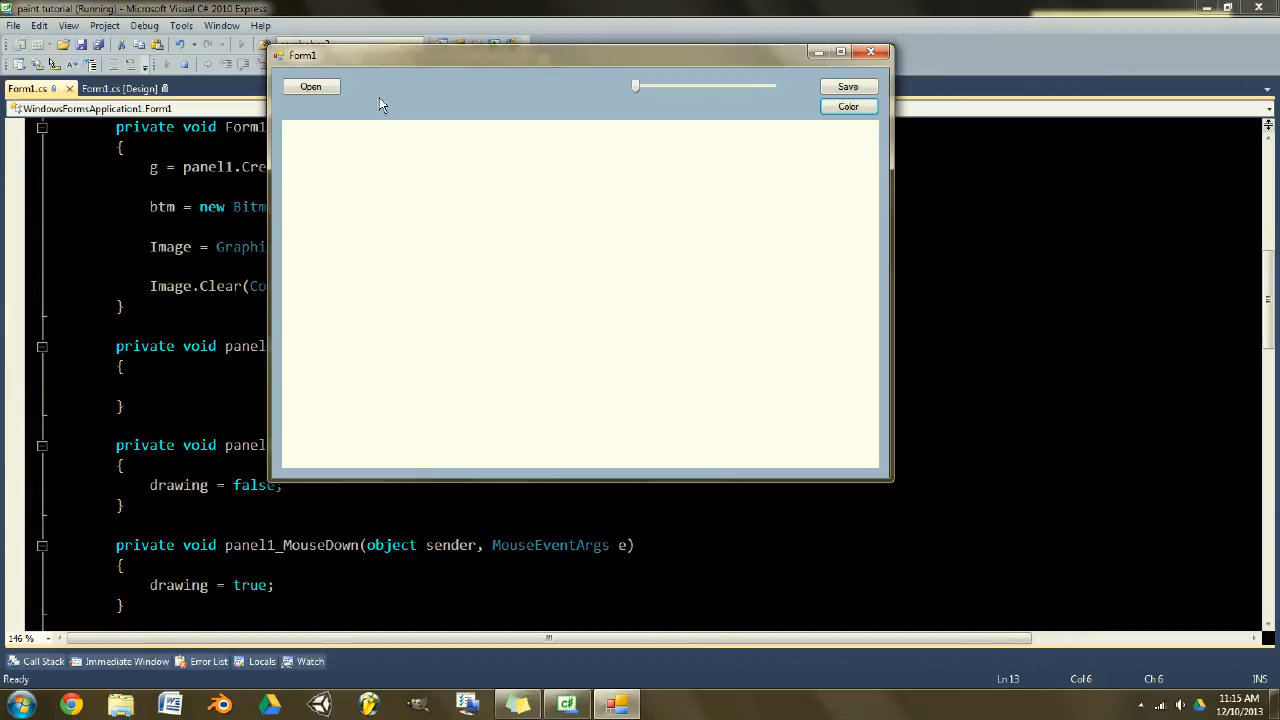 paint tutorial (Running) - Microsoft Visual C# 2010 Express
File Edit View Project Debug Tools Window Help
Form1.cs Form1.cs [Design]
WindowsFormsApplication1.Form1
Form1
Open Save
Color
private void Form1
{
g = panel1.Cre
btm = new Bitm
Image = Graphi
Image.Clear(Co
}
private void panel
{
}
private void panel
{
drawing = false;
}
private void panel1_MouseDown(object sender, MouseEventArgs e)
{
drawing = true;
}
146 %
Call Stack Immediate Window Error List Locals Watch
Ready Ln 13 Col 6 Ch 6 INS
11:15 AM
12/10/2013